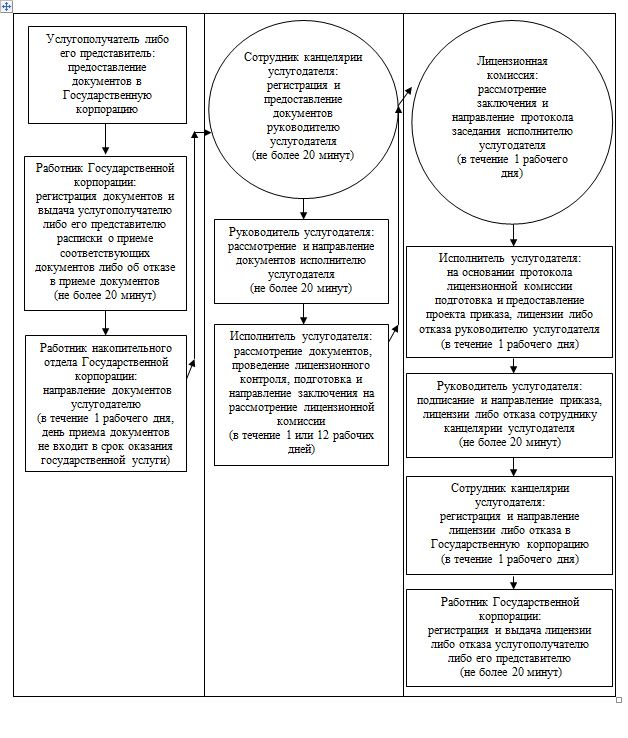 Услугополучатель либо
его представитель:
предоставление
документов в
Государственную
корпорацию
Работник Государственной
корпорации:
регистрация документов и
выдача услугополучателю
либо его представителю
расписки о приеме
соответствующих
документов либо об отказе
в приеме документов
(не более 20 минут)
Работник накопительного
отдела Государственной
корпорации:
направление документов
услугодателю
(в течение 1 рабочего дня,
день приема документов
не входит в срок оказания
государственной услуги)
Сотрудник канцелярии
услугодателя:
регистрация и
предоставление
документов
руководителю
услугодателя
(не более 20 минут)
Руководитель услугодателя:
рассмотрение и направление
документов исполнителю
услугодателя
(не более 20 минут)
Исполнитель услугодателя:
рассмотрение документов,
проведение лицензионного
контроля, подготовка и
направление заключения на
рассмотрение лицензионной
комиссии
(в течение 1 или 12 рабочих
дней)
Лицензионная
комиссия:
рассмотрение
заключения и
направление протокола
заседания исполнителю
услугодателя
(в течение 1 рабочего
дня)
Исполнитель услугодателя:
на основании протокола
лицензионной комиссии
подготовка и предоставление
проекта приказа, лицензии либо
отказа руководителю услугодателя
(в течение 1 рабочего дня)
Руководитель услугодателя:
подписание и направление приказа,
лицензии либо отказа сотруднику
канцелярии услугодателя
(не более 20 минут)
Сотрудник канцелярии
услугодателя:
регистрация и направление
лицензии либо отказа в
Государственную корпорацию
(в течение 1 рабочего дня)
Работник Государственной
корпорации:
регистрация и выдача лицензии
либо отказа услугополучателю
либо его представителю
(не более 20 минут)